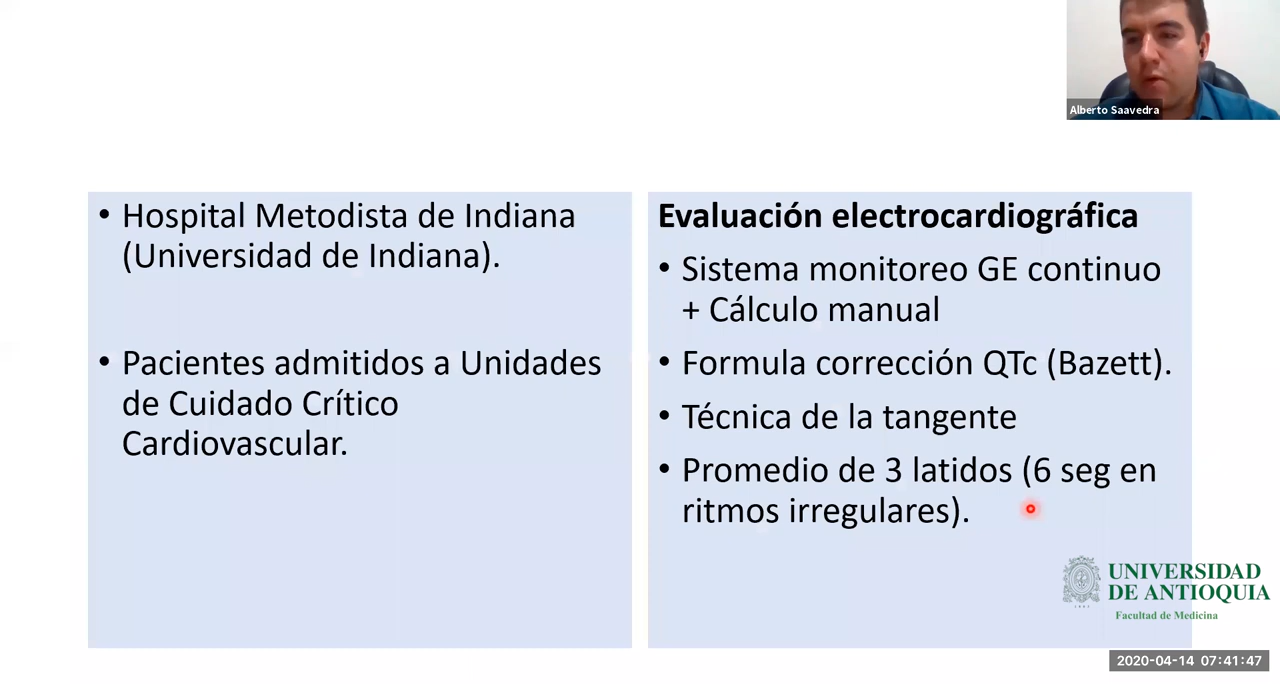 Alberto Saavedra
• Hospital Metodista de Indiana
(Universidad de Indiana).
• Pacientes admitidos a Unidades
de Cuidado Crítico
Cardiovascular.
Evaluación electrocardiográfica
• Sistema monitoreo GE continuo
+ Cálculo manual
• Formula corrección QTc (Bazett).
• Técnica de la tangente
• Promedio de 3 latidos (6 seg en
ritmos irregulares).
UNIVERSIDAD
DE ANTIOQUIA
Facultad de Medicina
2020-04-14 07:41:47